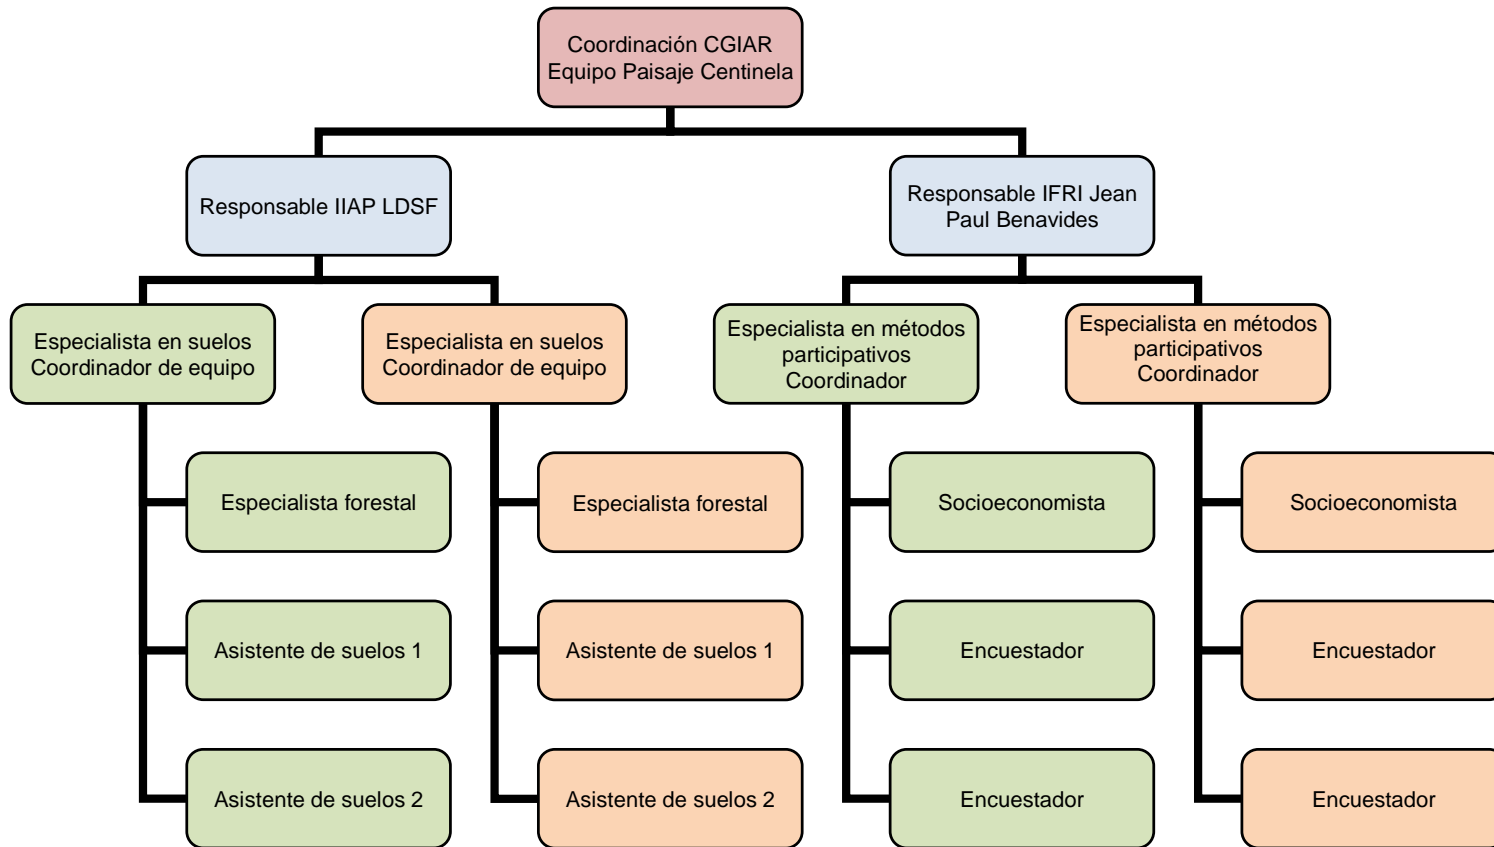 Coordinación CGIAR
Equipo Paisaje Centinela
Responsable IIAP LDSF
Responsable IFRI Jean
Paul Benavides
Especialista en suelos
Coordinador de equipo
Especialista en suelos
Coordinador de equipo
Especialista en métodos
participativos
Coordinador
Especialista en métodos
participativos
Coordinador
Especialista forestal
Especialista forestal
Socioeconomista
Socioeconomista
Asistente de suelos 1
Asistente de suelos 1
Encuestador
Encuestador
Asistente de suelos 2
Asistente de suelos 2
Encuestador
Encuestador